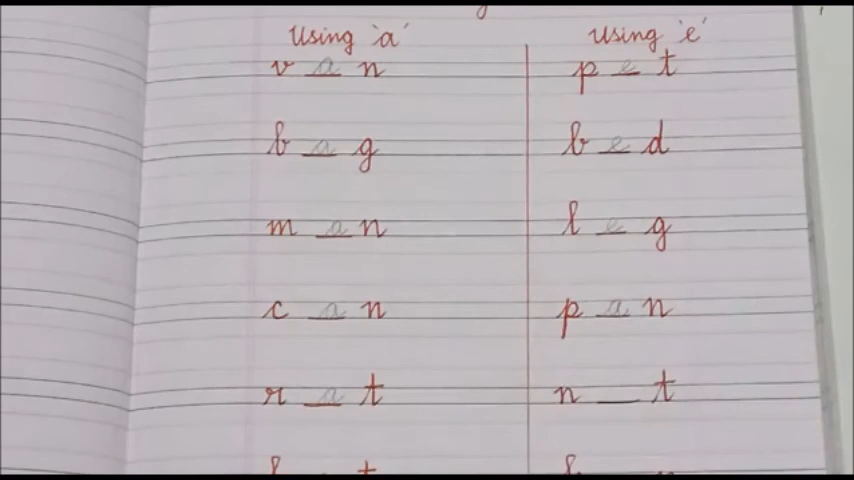 Using 'a' Using 'e'
v a n p e t
b a g b e d
m a n l e g
c a n p a n
r a t n __ t